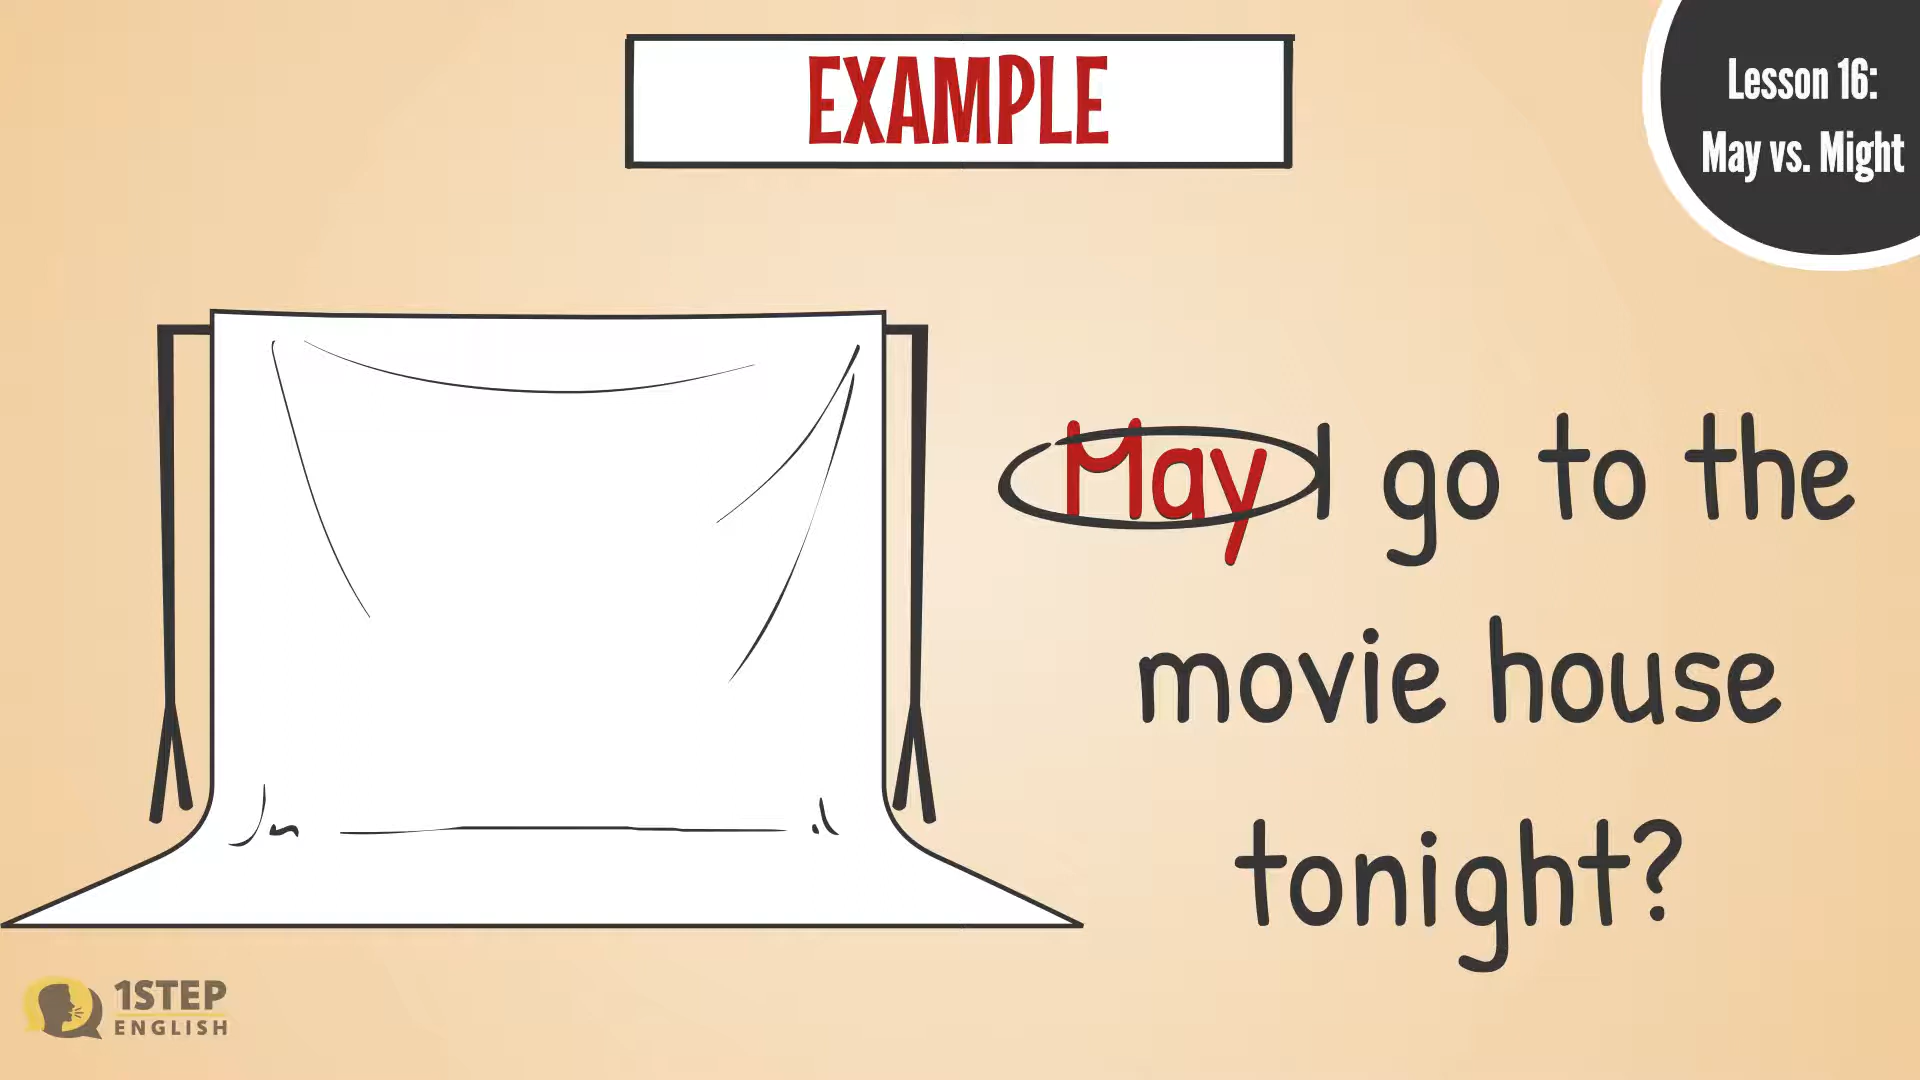 EXAMPLE
Lesson 16:
May vs. Might
May I go to the
movie house
tonight?
1STEP
ENGLISH